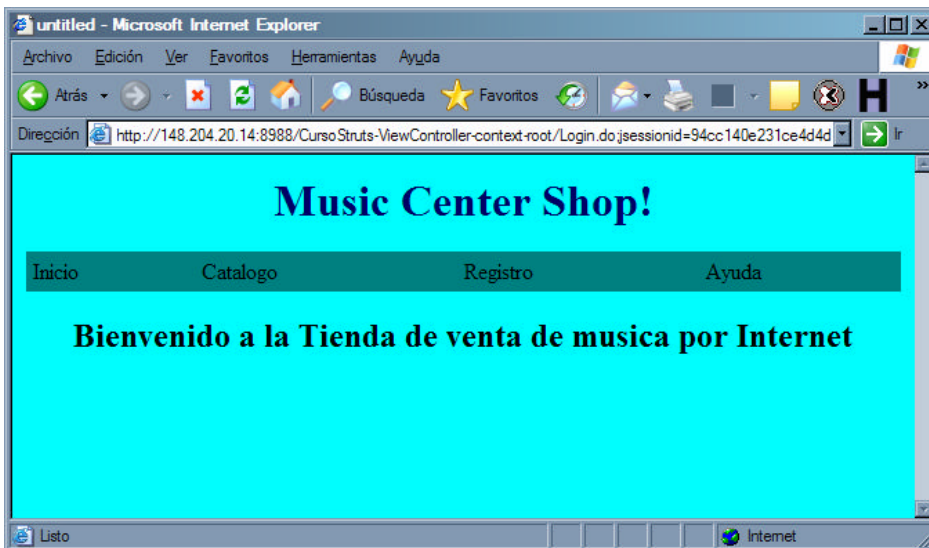 untitled - Microsoft Internet Explorer
Archivo Edición Ver Favoritos Herramientas Ayuda
Atrás Búsqueda Favoritos H »
Dirección http://148.204.20.14:8988/CursoStruts-ViewController-context-root/Login.do;jsessionid=94cc140e231ce4d4d Ir
Music Center Shop!
Inicio Catalogo Registro Ayuda
Bienvenido a la Tienda de venta de musica por Internet
Listo Internet